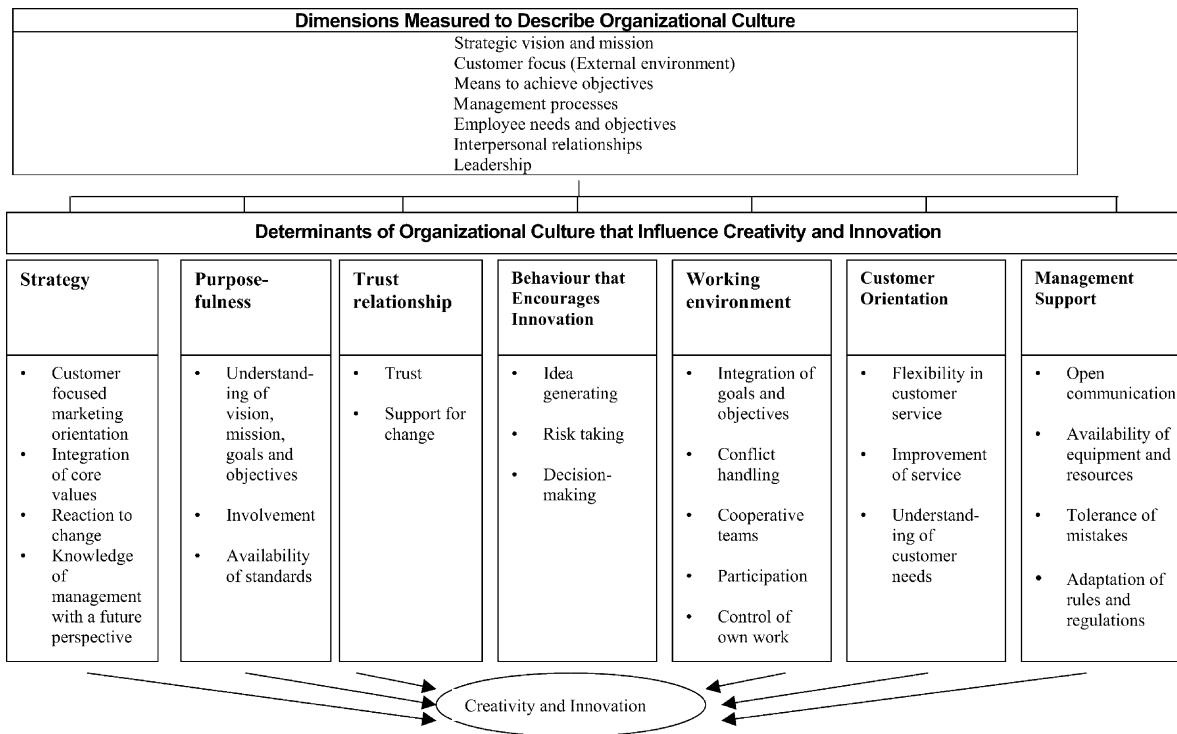 Dimensions Measured to Describe Organizational Culture
Strategic vision and mission
Customer focus (External environment)
Means to achieve objectives
Management processes
Employee needs and objectives
Interpersonal relationships
Leadership
Determinants of Organizational Culture that Influence Creativity and Innovation
Strategy
• Customer
focused
marketing
orientation
• Integration
of core
values
• Reaction to
change
• Knowledge
of
management
with a future
perspective
Purpose-
fulness
• Understand-
ing of
vision,
mission,
goals and
objectives
• Involvement
• Availability
of standards
Trust
relationship
• Trust
• Support for
change
Behaviour that
Encourages
Innovation
• Idea
generating
• Risk taking
• Decision-
making
Working
environment
• Integration of
goals and
objectives
• Conflict
handling
• Cooperative
teams
• Participation
• Control of
own work
Customer
Orientation
• Flexibility in
customer
service
• Improvement
of service
• Understand-
ing of
customer
needs
Management
Support
• Open
communication
• Availability of
equipment and
resources
• Tolerance of
mistakes
• Adaptation of
rules and
regulations
Creativity and Innovation